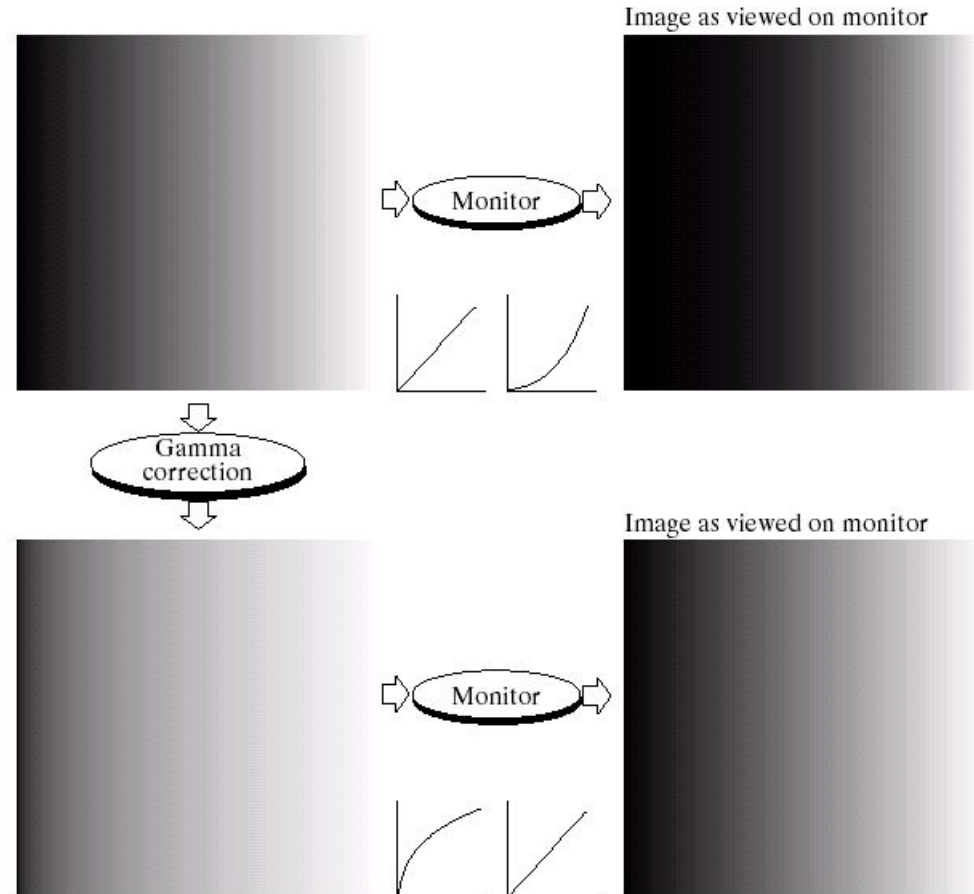 Image as viewed on monitor
Monitor
Gamma
correction
Image as viewed on monitor
Monitor